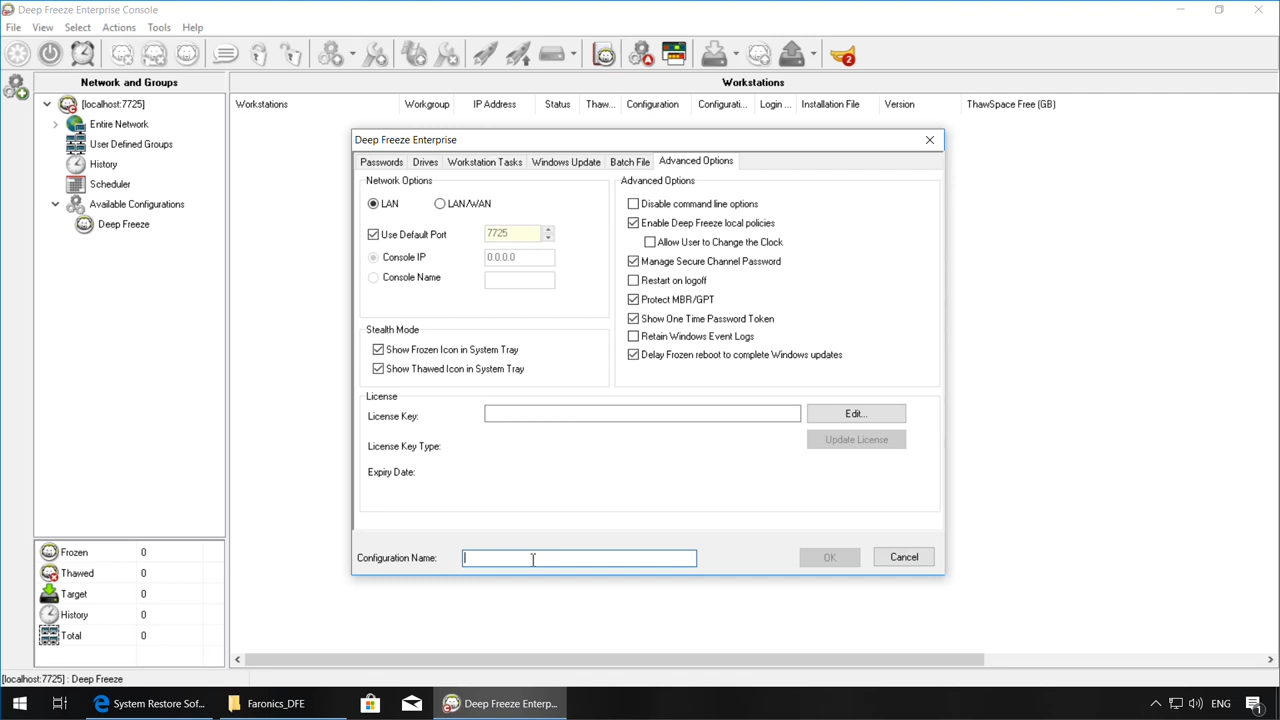 Deep Freeze Enterprise Console
File View Select Actions Tools Help
2
Network and Groups
Workstations
[localhost:7725]
Entire Network
User Defined Groups
History
Scheduler
Available Configurations
Deep Freeze
Workstations Workgroup IP Address Status Thaw... Configuration Configurati... Login ... Installation File Version ThawSpace Free (GB)
Deep Freeze Enterprise
Passwords Drives Workstation Tasks Windows Update Batch File Advanced Options
Network Options
LAN LAN/WAN
Use Default Port 7725
Console IP 0.0.0.0
Console Name
Stealth Mode
Show Frozen Icon in System Tray
Show Thawed Icon in System Tray
Advanced Options
Disable command line options
Enable Deep Freeze local policies
Allow User to Change the Clock
Manage Secure Channel Password
Restart on logoff
Protect MBR/GPT
Show One Time Password Token
Retain Windows Event Logs
Delay Frozen reboot to complete Windows updates
License
License Key: Edit...
License Key Type: Update License
Expiry Date:
Configuration Name: OK Cancel
Frozen 0
Thawed 0
Target 0
History 0
Total 0
[localhost:7725] : Deep Freeze
System Restore Sof... Faronics_DFE Deep Freeze Enterp... ENG 1